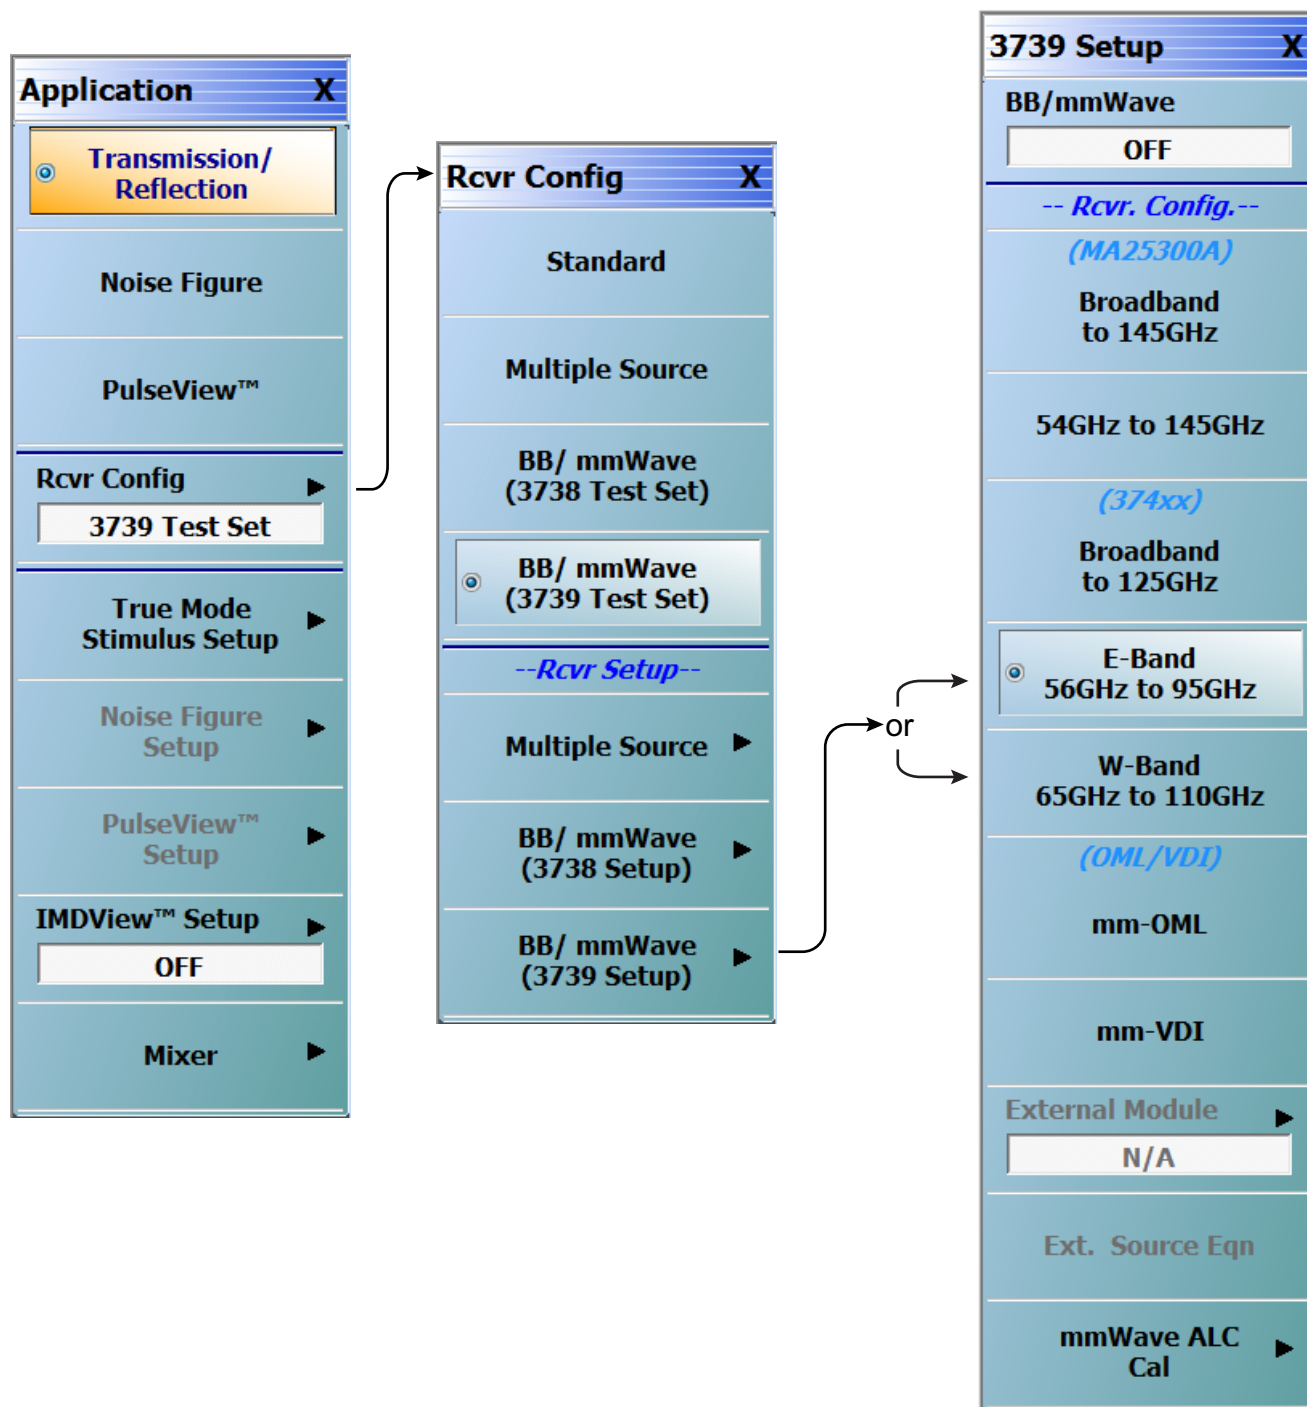 Application X
Transmission/
Reflection
Noise Figure
PulseView™
Rcvr Config
3739 Test Set
True Mode
Stimulus Setup
Noise Figure
Setup
PulseView™
Setup
IMDView™ Setup
OFF
Mixer
Rcvr Config X
Standard
Multiple Source
BB/ mmWave
(3738 Test Set)
BB/ mmWave
(3739 Test Set)
--Rcvr Setup--
Multiple Source
BB/ mmWave
(3738 Setup)
BB/ mmWave
(3739 Setup)
or
3739 Setup X
BB/mmWave
OFF
-- Rcvr. Config.--
(MA25300A)
Broadband
to 145GHz
54GHz to 145GHz
(374xx)
Broadband
to 125GHz
E-Band
56GHz to 95GHz
W-Band
65GHz to 110GHz
(OML/VDI)
mm-OML
mm-VDI
External Module
N/A
Ext. Source Eqn
mmWave ALC
Cal